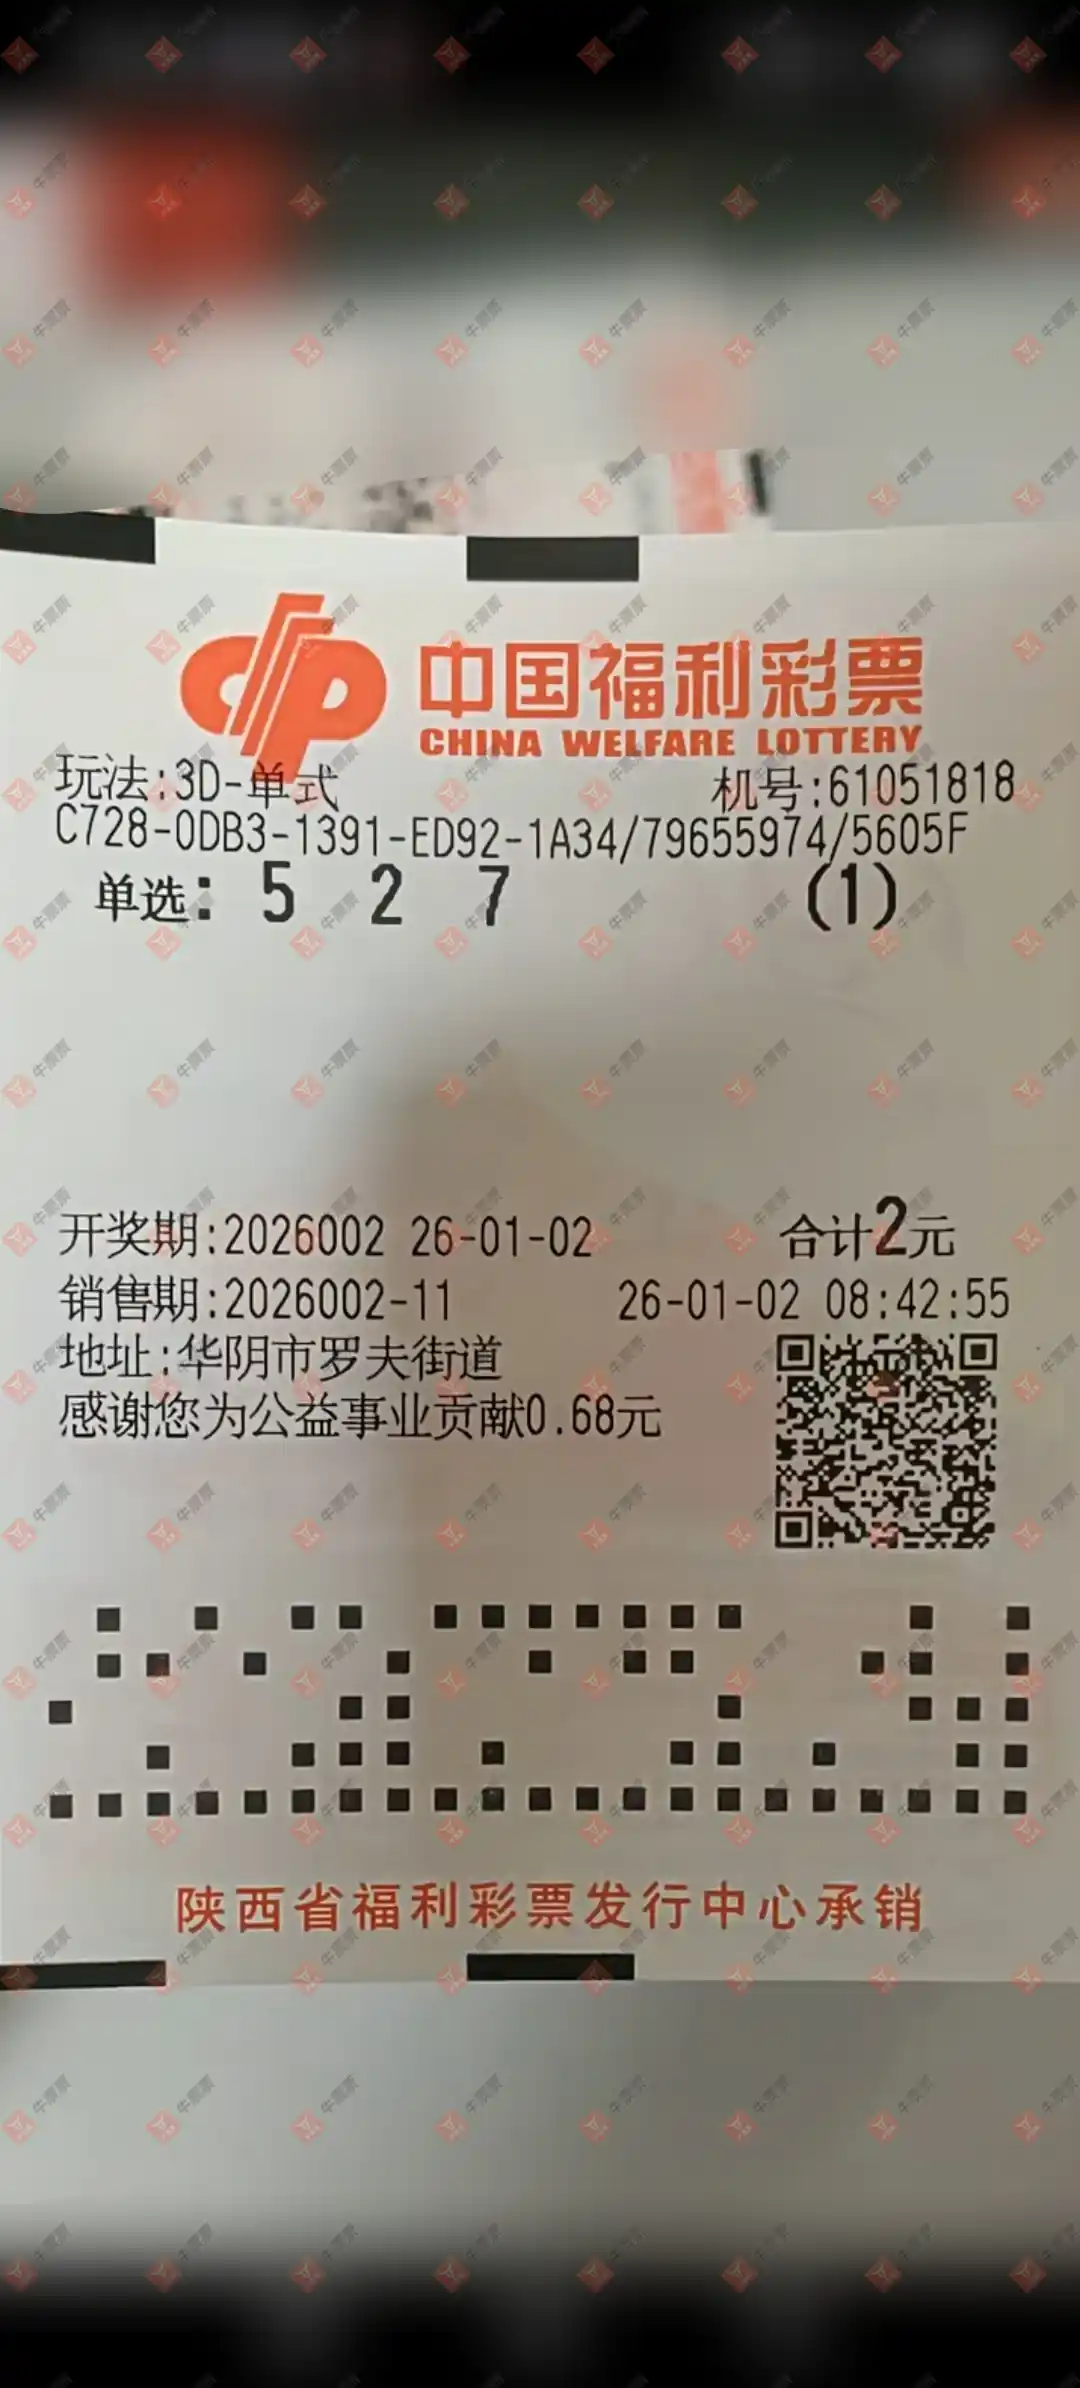 中国福利彩票
CHINA WELFARE LOTTERY
玩法:3D-单式 机号:61051818
C728-0DB3-1391-ED92-1A34/79655974/5605F
单选: 5 2 7 (1)
开奖期:2026002 26-01-02 合计2元
销售期:2026002-11 26-01-02 08:42:55
地址:华阴市罗夫街道
感谢您为公益事业贡献0.68元
陕西省福利彩票发行中心承销
牛票票